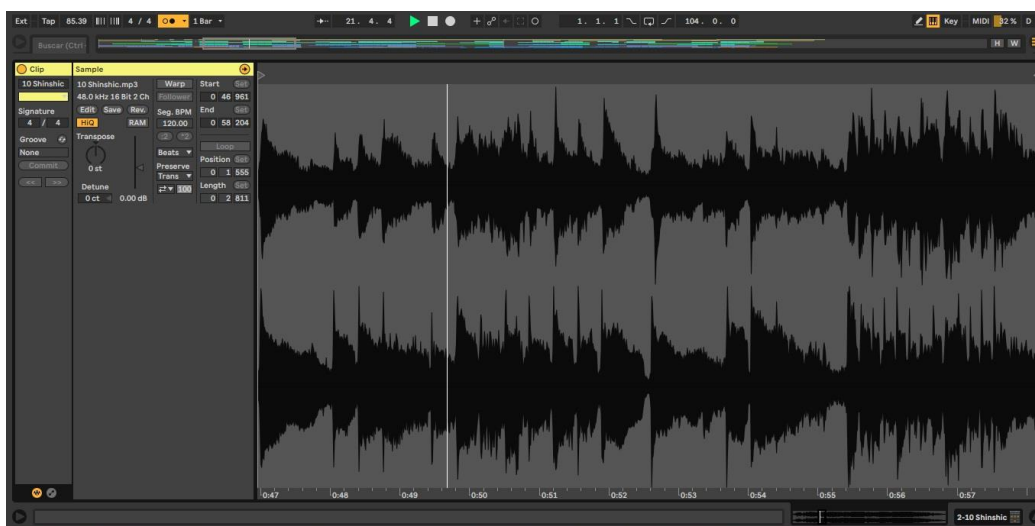 Ext Tap 85.39 4 / 4 1 Bar 21. 4. 4 1. 1. 1 104. 0. 0 Key MIDI 32 % D
Buscar (Ctrl H W
Clip Sample
10 Shinshic 10 Shinshic.mp3 Warp Start Set
48.0 kHz 16 Bit 2 Ch Follower 0 46 961
Signature Edit Save Rev. Seg. BPM End Set
4 / 4 HiQ RAM 120.00 0 58 204
Groove Transpose :2 *2
None Beats Loop
Commit 0 st Preserve Position Set
<< >> Trans 0 1 555
Detune 100 Length Set
0 ct 0.00 dB 0 2 811
0:47 0:48 0:49 0:50 0:51 0:52 0:53 0:54 0:55 0:56 0:57
2-10 Shinshic